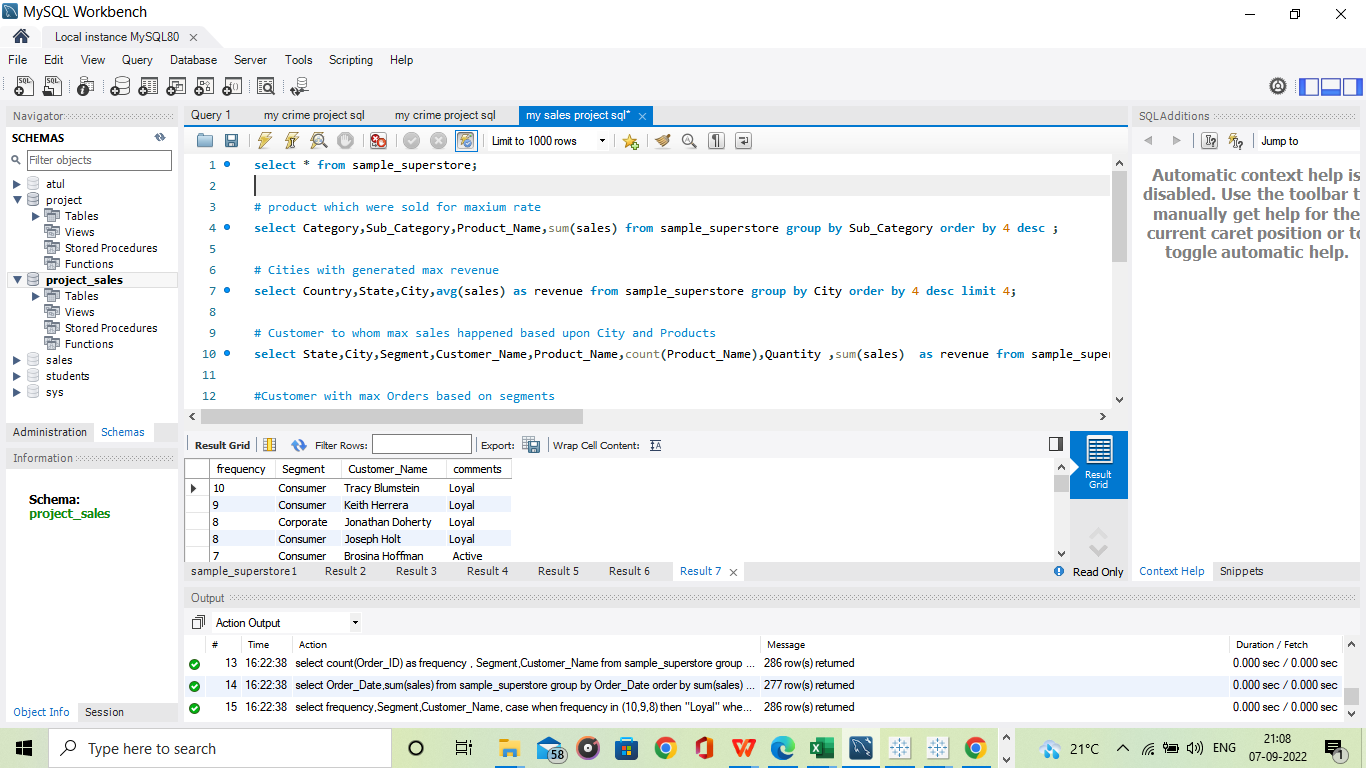 MySQL Workbench
Local instance MySQL80
File Edit View Query Database Server Tools Scripting Help
Navigator
SCHEMAS
Filter objects
atul
project
Tables
Views
Stored Procedures
Functions
project_sales
Tables
Views
Stored Procedures
Functions
sales
students
sys
Administration Schemas
Information
Schema:
project_sales
Object Info Session
Query 1 my crime project sql my crime project sql my sales project sql*
Limit to 1000 rows
1 select * from sample_superstore;
2
3 # product which were sold for maxium rate
4 select Category,Sub_Category,Product_Name,sum(sales) from sample_superstore group by Sub_Category order by 4 desc ;
5
6 # Cities with generated max revenue
7 select Country,State,City,avg(sales) as revenue from sample_superstore group by City order by 4 desc limit 4;
8
9 # Customer to whom max sales happened based upon City and Products
10 select State,City,Segment,Customer_Name,Product_Name,count(Product_Name),Quantity ,sum(sales) as revenue from sample_super
11
12 #Customer with max Orders based on segments
Result Grid Filter Rows: Export: Wrap Cell Content:
frequency Segment Customer_Name comments
10 Consumer Tracy Blumstein Loyal
9 Consumer Keith Herrera Loyal
8 Corporate Jonathan Doherty Loyal
8 Consumer Joseph Holt Loyal
7 Consumer Brosina Hoffman Active
Result
Grid
sample_superstore1 Result 2 Result 3 Result 4 Result 5 Result 6 Result 7 Read Only
SQLAdditions
Jump to
Automatic context help is
disabled. Use the toolbar t
manually get help for the
current caret position or to
toggle automatic help.
Context Help Snippets
Output
Action Output
# Time Action Message Duration / Fetch
13 16:22:38 select count(Order_ID) as frequency , Segment,Customer_Name from sample_superstore group ... 286 row(s) returned 0.000 sec / 0.000 sec
14 16:22:38 select Order_Date,sum(sales) from sample_superstore group by Order_Date order by sum(sales) ... 277 row(s) returned 0.000 sec / 0.000 sec
15 16:22:38 select frequency,Segment,Customer_Name, case when frequency in (10,9,8) then "Loyal" whe... 286 row(s) returned 0.000 sec / 0.000 sec
Type here to search
58
21°C
ENG
21:08
07-09-2022
1